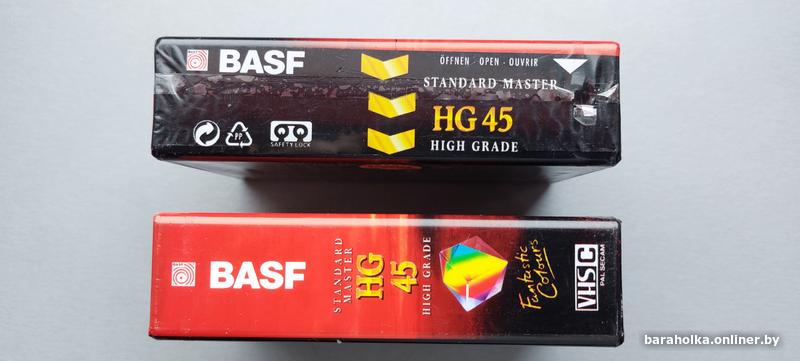 BASF
ÖFFNEN · OPEN · OUVRIR
STANDARD MASTER
HG 45
HIGH GRADE
PP
SAFETY LOCK
BASF
STANDARD
MASTER
HG
45
HIGH GRADE
Fantastic
Colours
VHS C
PAL SECAM
baraholka.onliner.by